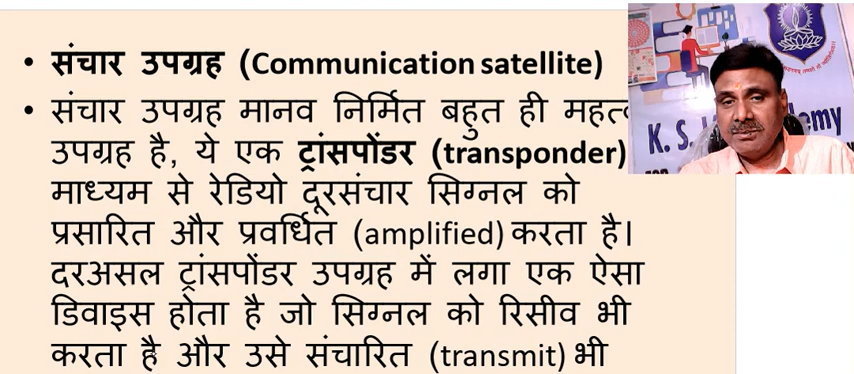 • संचार उपग्रह (Communication satellite)
• संचार उपग्रह मानव निर्मित बहुत ही
उपग्रह है, ये एक ट्रांसपोंडर (transponder)
माध्यम से रेडियो दूरसंचार सिग्नल को
प्रसारित और प्रवर्धित (amplified) करता है।
दरअसल ट्रांसपोंडर उपग्रह में लगा एक ऐसा
डिवाइस होता है जो सिग्नल को रिसीव भी
करता है और उसे संचारित (transmit) भी
K. S.